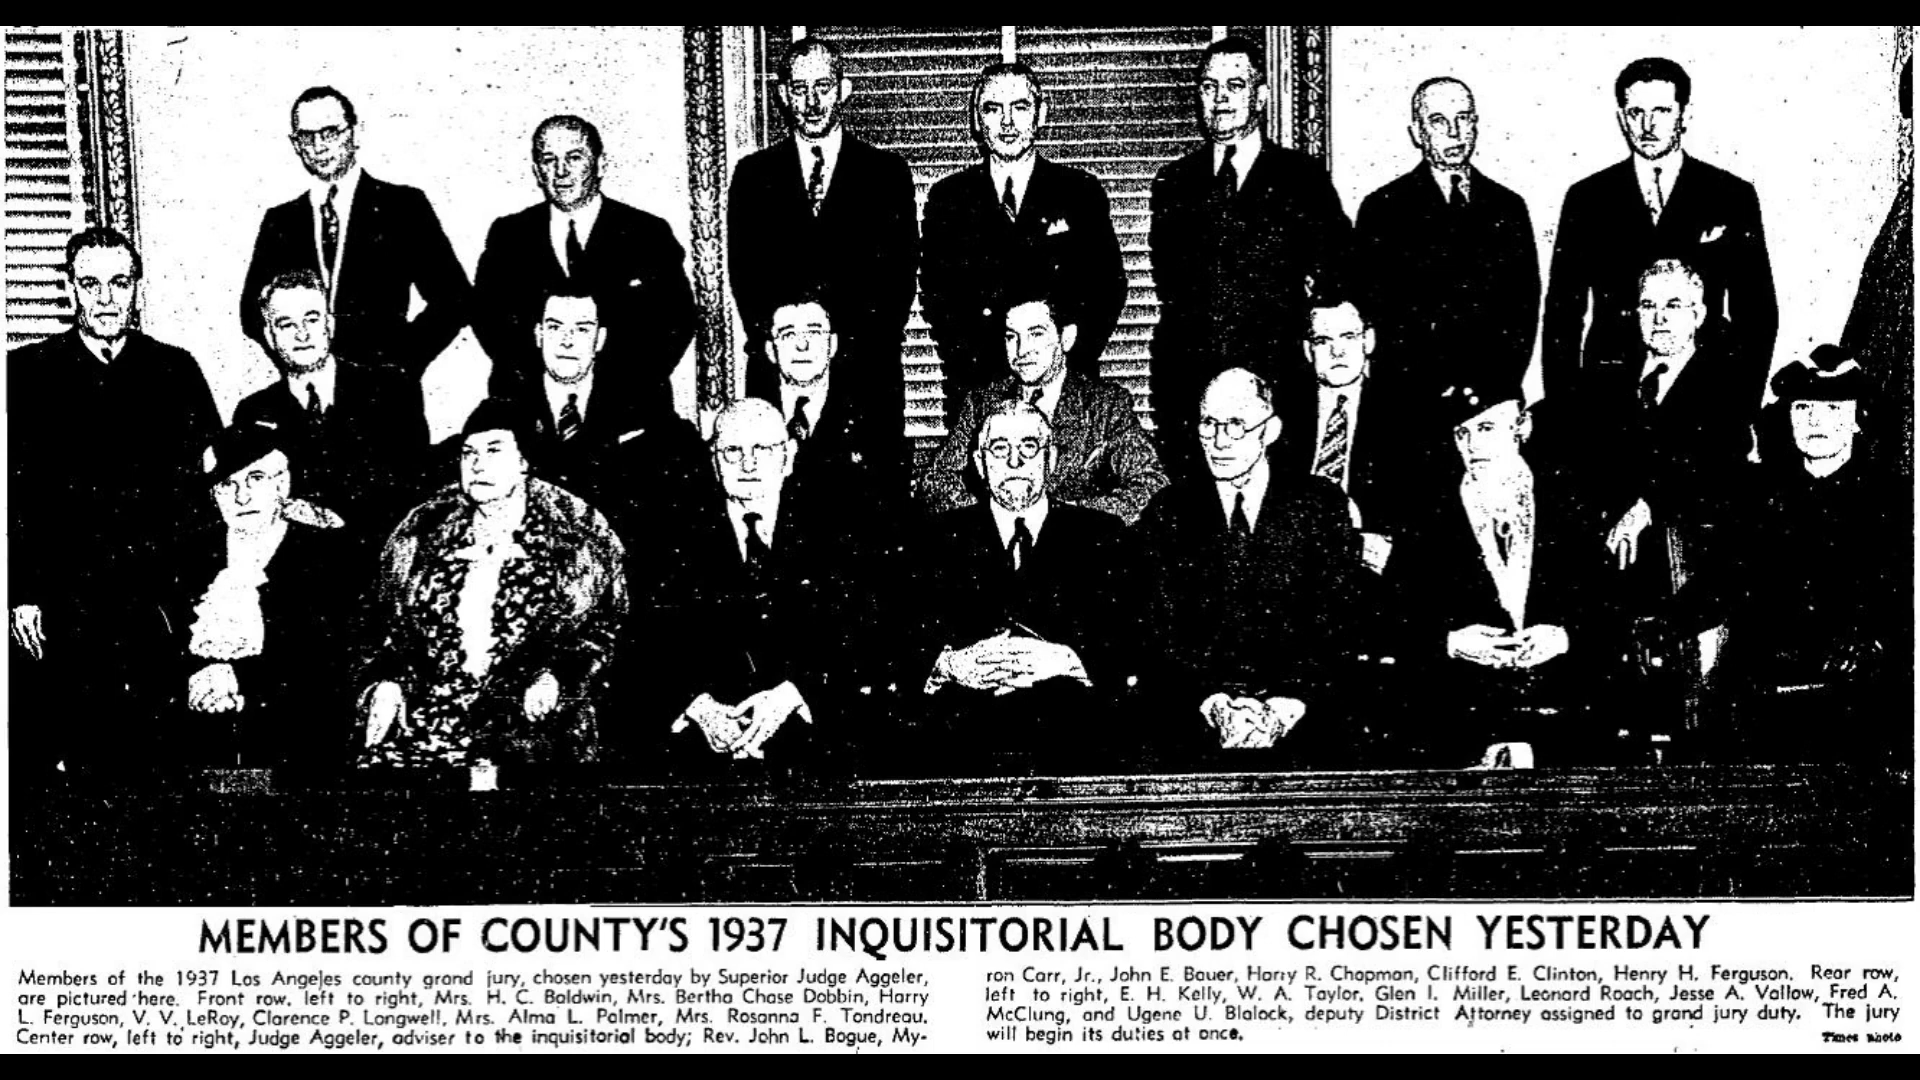 MEMBERS OF COUNTY'S 1937 INQUISITORIAL BODY CHOSEN YESTERDAY
Members of the 1937 Los Angeles county grand jury, chosen yesterday by Superior Judge Aggeler,
are pictured here. Front row, left to right, Mrs. H. C. Baldwin, Mrs. Bertha Chase Dobbin, Harry
L. Ferguson, V. V. LeRoy, Clarence P. Longwell, Mrs. Alma L. Palmer, Mrs. Rosanna F. Tondreau.
Center row, left to right, Judge Aggeler, adviser to the inquisitorial body; Rev. John L. Bogue, My-
ron Carr, Jr., John E. Bauer, Harry R. Chapman, Clifford E. Clinton, Henry H. Ferguson. Rear row,
left to right, E. H. Kelly, W. A. Taylor, Glen I. Miller, Leonard Roach, Jesse A. Vallow, Fred A.
McClung, and Ugene U. Blalock, deputy District Attorney assigned to grand jury duty. The jury
will begin its duties at once.
Times photo